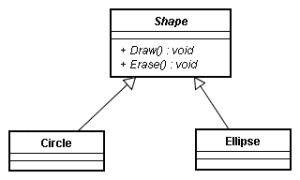 Shape
+ Draw() : void
+ Erase() : void
Circle
Ellipse